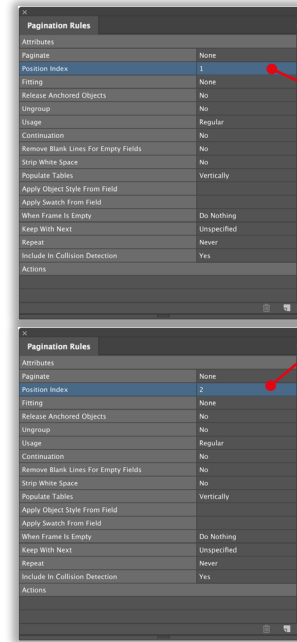 Pagination Rules
Attributes
Paginate None
Position Index 1
Fitting None
Release Anchored Objects No
Ungroup No
Usage Regular
Continuation No
Remove Blank Lines For Empty Fields No
Strip White Space No
Populate Tables Vertically
Apply Object Style From Field
Apply Swatch From Field
When Frame Is Empty Do Nothing
Keep With Next Unspecified
Repeat Never
Include In Collision Detection Yes
Actions
Pagination Rules
Attributes
Paginate None
Position Index 2
Fitting None
Release Anchored Objects No
Ungroup No
Usage Regular
Continuation No
Remove Blank Lines For Empty Fields No
Strip White Space No
Populate Tables Vertically
Apply Object Style From Field
Apply Swatch From Field
When Frame Is Empty Do Nothing
Keep With Next Unspecified
Repeat Never
Include In Collision Detection Yes
Actions